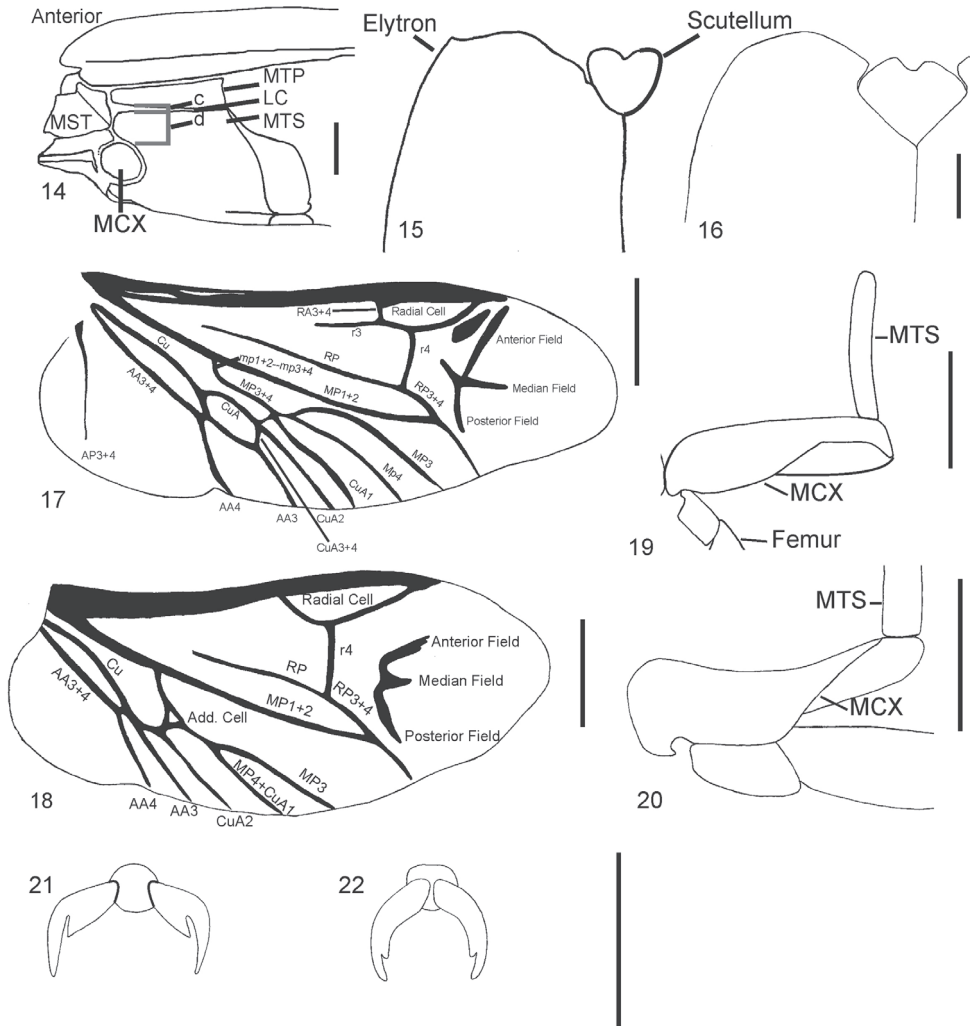 Anterior
MTP
c
LC
MST
d
MTS
14
MCX
Elytron
Scutellum
15
16
RA3+4
Radial Cell
r3
Cu
RP
r4
Anterior Field
mp1+2--mp3+4
AA3+4
MP3+4
MP1+2
RP3+4
Median Field
CuA
Posterior Field
AP3+4
MP3
Mp4
17
CuA1
AA4
AA3
CuA2
CuA3+4
MTS
MCX
19
Femur
Radial Cell
r4
Anterior Field
Cu
RP
AA3+4
MP1+2
RP3+4
Median Field
Add. Cell
Posterior Field
MP4+CuA1
MP3
18
AA4
AA3
CuA2
MTS
MCX
20
21
22